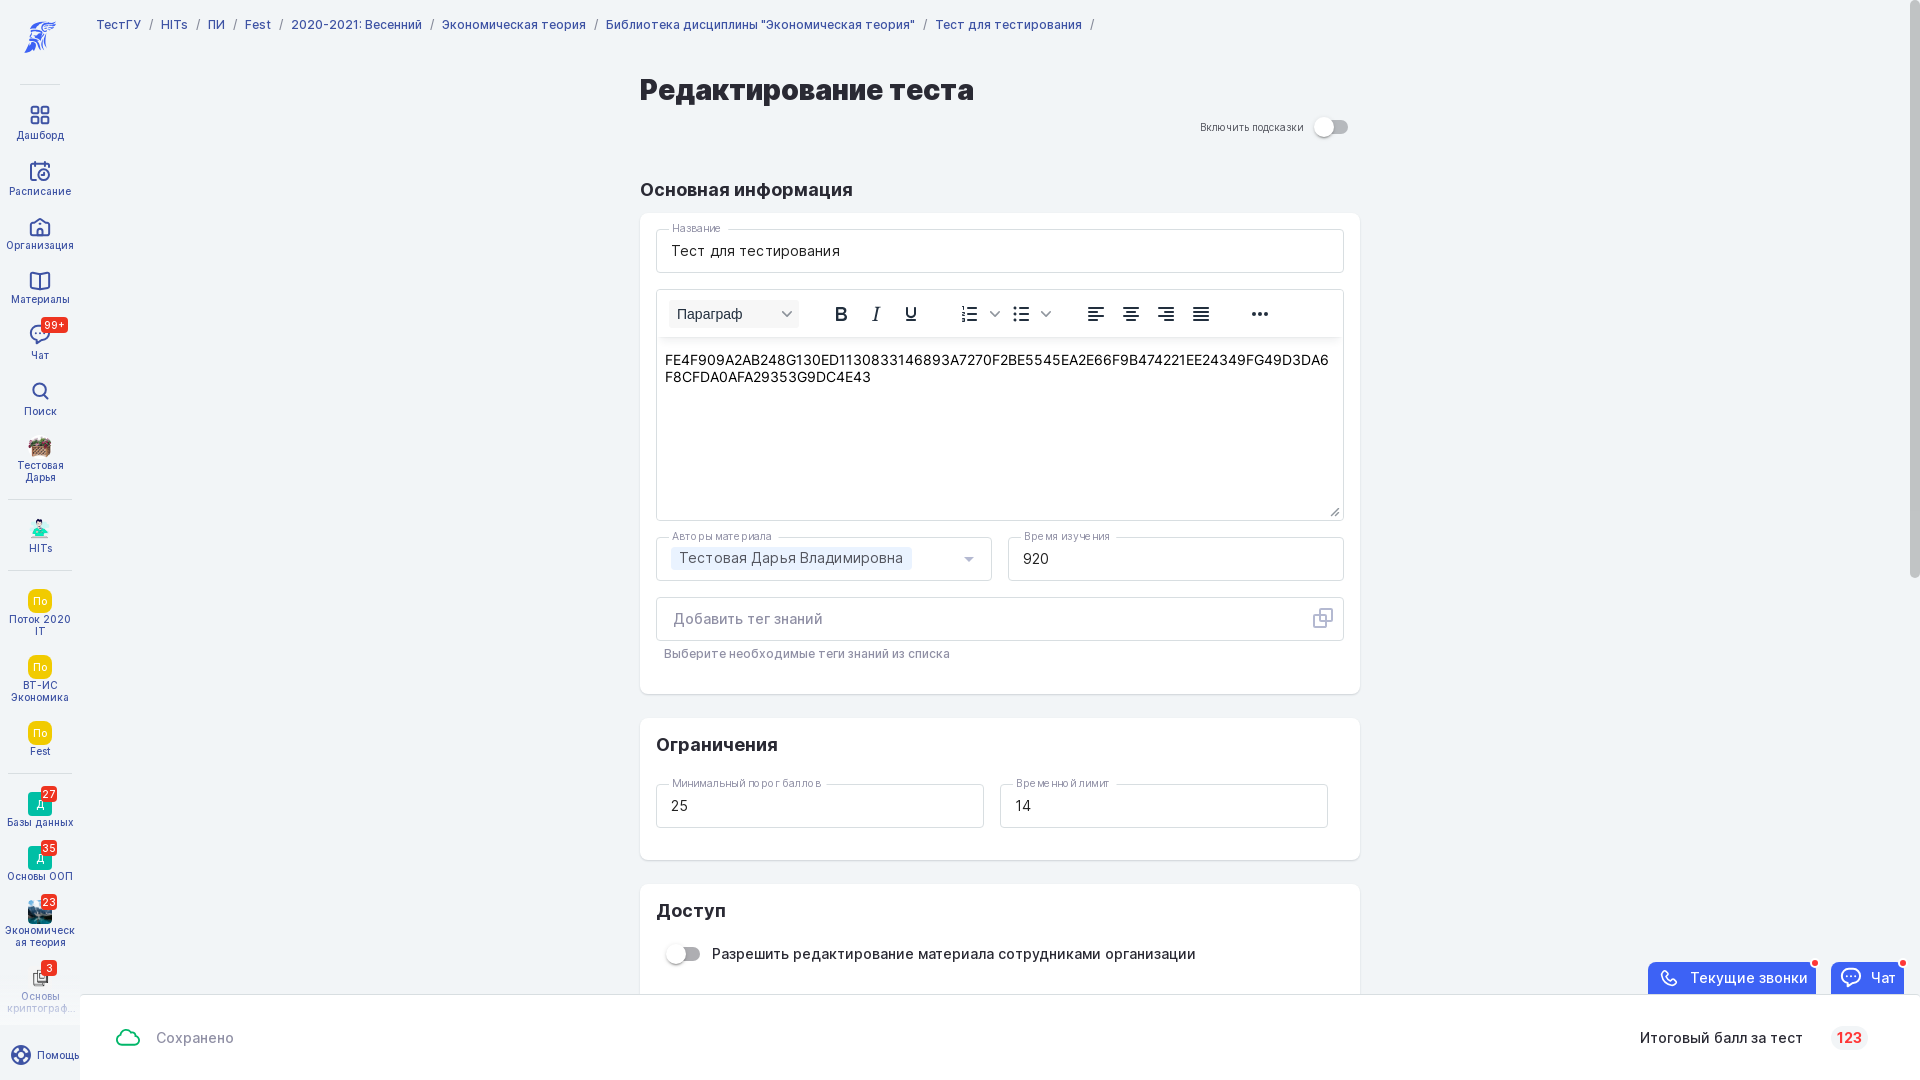 ТестГУ / HITs / ПИ / Fest / 2020-2021: Весенний / Экономическая теория / Библиотека дисциплины "Экономическая теория" / Тест для тестирования /
Дашборд
Расписание
Организация
Материалы
99+
Чат
Поиск
Тестовая
Дарья
HITs
По
Поток 2020
IT
По
ВТ-ИС
Экономика
По
Fest
27
Д
Базы данных
35
Д
Основы ООП
23
Экономическ
ая теория
3
Основы
криптограф...
Помощь
Редактирование теста
Включить подсказки
Основная информация
Название
Тест для тестирования
Параграф
FE4F909A2AB248G130ED1130833146893A7270F2BE5545EA2E66F9B474221EE24349FG49D3DA6
F8CFDA0AFA29353G9DC4E43
Авторы материала
Тестовая Дарья Владимировна
Время изучения
920
Добавить тег знаний
Выберите необходимые теги знаний из списка
Ограничения
Минимальный порог баллов
25
Временной лимит
14
Доступ
Разрешить редактирование материала сотрудниками организации
Текущие звонки
Чат
Сохранено
Итоговый балл за тест 123